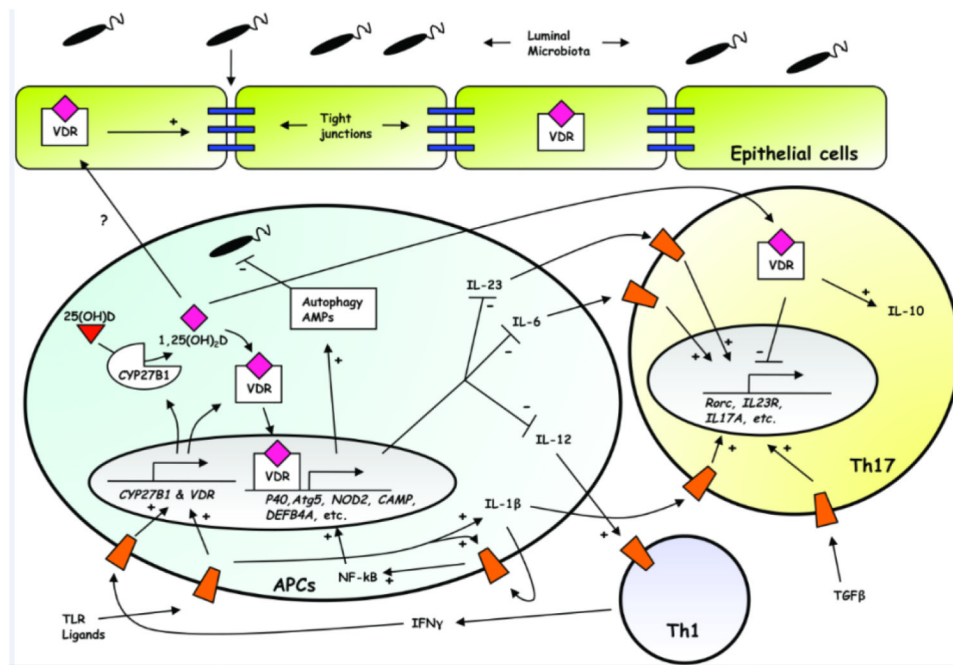 Luminal
Microbiota
VDR
+
Tight
junctions
VDR
Epithelial cells
?
-
Autophagy
AMPs
25(OH)D
1,25(OH)₂D
CYP27B1
VDR
+
IL-23
-
IL-6
-
-
IL-12
VDR
+
IL-10
-
+
+
Rorc, IL23R,
IL17A, etc.
+
+
Th17
VDR
CYP27B1 & VDR
P40,Atg5, NOD2, CAMP,
DEFB4A, etc.
+
+
IL-1β
+
+
+
NF-kB
+
APCs
+
TLR
Ligands
IFNγ
Th1
TGFβ